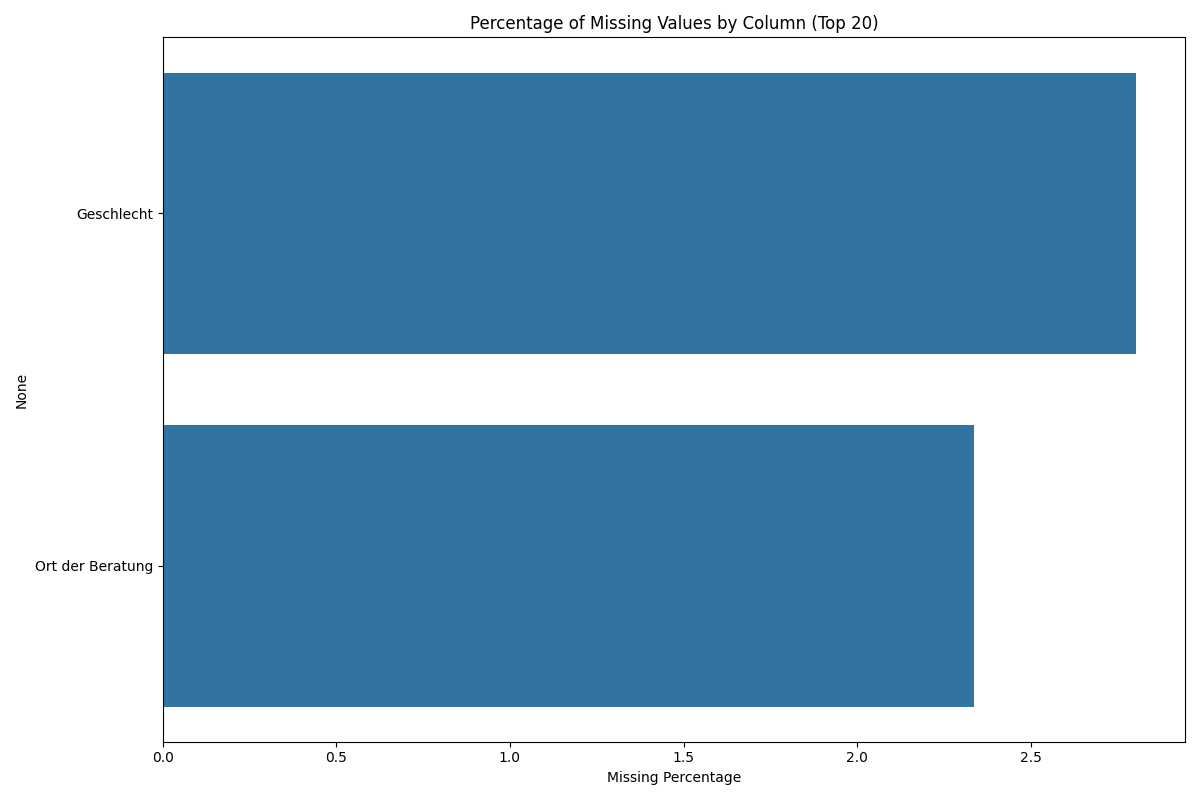 Percentage of Missing Values by Column (Top 20)
Geschlecht
None
Ort der Beratung
0.0 0.5 1.0 1.5 2.0 2.5
Missing Percentage